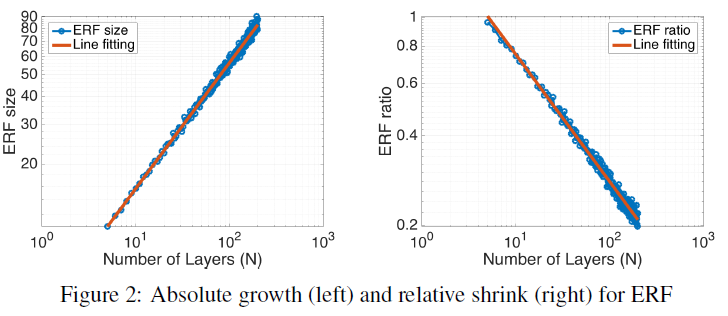 90
80
70
60
50
40
30
20
ERF size
ERF size
Line fitting
10^0
10^1
10^2
10^3
Number of Layers (N)
1
0.8
0.6
0.4
0.2
ERF ratio
ERF ratio
Line fitting
10^0
10^1
10^2
10^3
Number of Layers (N)
Figure 2: Absolute growth (left) and relative shrink (right) for ERF